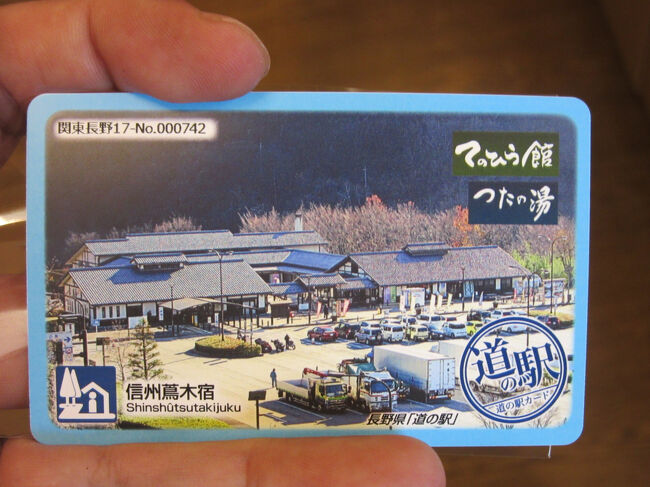 関東長野17-No.000742
てのひら館
つたの湯
信州蔦木宿
Shinshūtsutakijuku
長野県「道の駅」
道の駅
道の駅カード